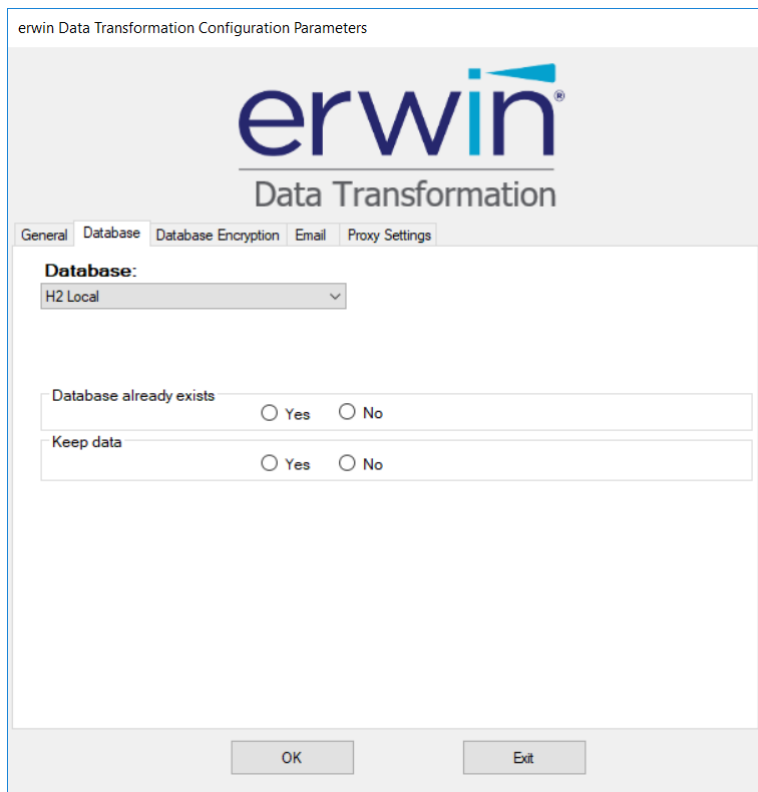 erwin Data Transformation Configuration Parameters
erwin®
Data Transformation
General Database Database Encryption Email Proxy Settings
Database:
H2 Local
Database already exists
Yes No
Keep data
Yes No
OK Exit